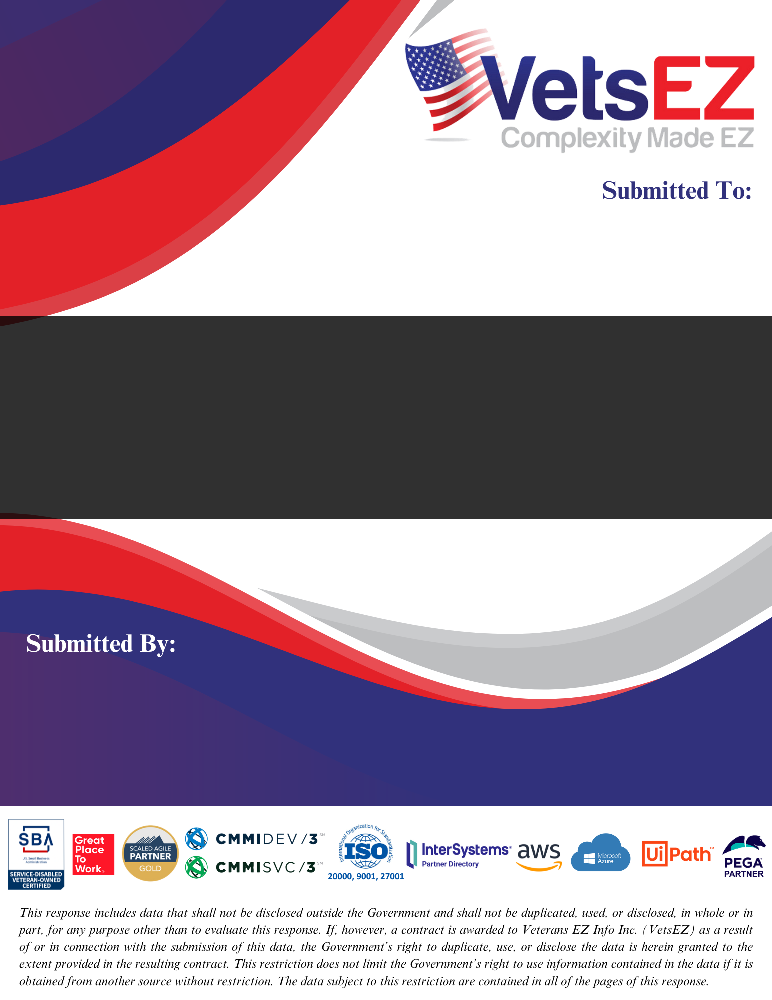 VetsEZ
Complexity Made EZ
Submitted To:
Submitted By:
SBA
U.S. Small Business
Administration
SERVICE-DISABLED
VETERAN-OWNED
CERTIFIED
Great
Place
To
Work®
SCALED AGILE
PARTNER
GOLD
CMMIDEV/3℠
CMMISVC/3℠
International Organization for Standardization
ISO
20000, 9001, 27001
InterSystems®
Partner Directory
aws
Microsoft
Azure
UiPath™
PEGA
PARTNER
This response includes data that shall not be disclosed outside the Government and shall not be duplicated, used, or disclosed, in whole or in
part, for any purpose other than to evaluate this response. If, however, a contract is awarded to Veterans EZ Info Inc. (VetsEZ) as a result
of or in connection with the submission of this data, the Government's right to duplicate, use, or disclose the data is herein granted to the
extent provided in the resulting contract. This restriction does not limit the Government's right to use information contained in the data if it is
obtained from another source without restriction. The data subject to this restriction are contained in all of the pages of this response.